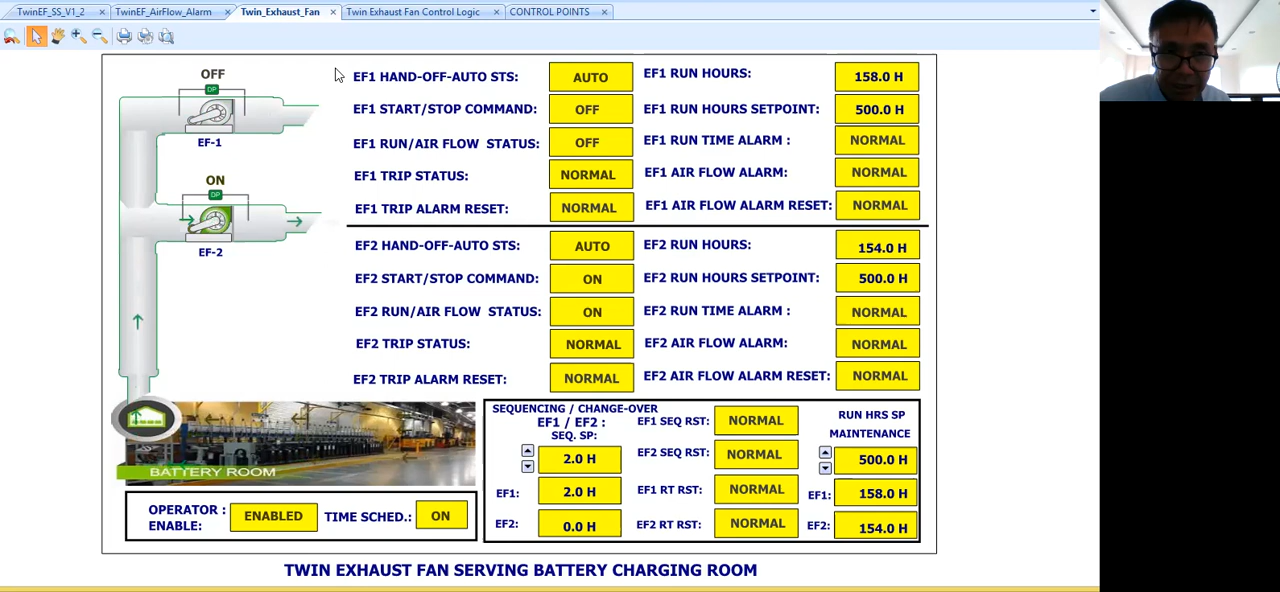 TwinEF_SS_V1_2 × TwinEF_AirFlow_Alarm × Twin_Exhaust_Fan × Twin Exhaust Fan Control Logic × CONTROL POINTS ×
OFF
DP
EF-1
ON
DP
EF-2
EF1 HAND-OFF-AUTO STS: AUTO EF1 RUN HOURS: 158.0 H
EF1 START/STOP COMMAND: OFF EF1 RUN HOURS SETPOINT: 500.0 H
EF1 RUN/AIR FLOW STATUS: OFF EF1 RUN TIME ALARM : NORMAL
EF1 TRIP STATUS: NORMAL EF1 AIR FLOW ALARM: NORMAL
EF1 TRIP ALARM RESET: NORMAL EF1 AIR FLOW ALARM RESET: NORMAL
EF2 HAND-OFF-AUTO STS: AUTO EF2 RUN HOURS: 154.0 H
EF2 START/STOP COMMAND: ON EF2 RUN HOURS SETPOINT: 500.0 H
EF2 RUN/AIR FLOW STATUS: ON EF2 RUN TIME ALARM : NORMAL
EF2 TRIP STATUS: NORMAL EF2 AIR FLOW ALARM: NORMAL
EF2 TRIP ALARM RESET: NORMAL EF2 AIR FLOW ALARM RESET: NORMAL
BATTERY ROOM
OPERATOR :
ENABLE: ENABLED TIME SCHED.: ON
SEQUENCING / CHANGE-OVER
EF1 / EF2 :
SEQ. SP:
2.0 H
EF1: 2.0 H
EF2: 0.0 H
EF1 SEQ RST: NORMAL
EF2 SEQ RST: NORMAL
EF1 RT RST: NORMAL
EF2 RT RST: NORMAL
RUN HRS SP
MAINTENANCE
500.0 H
EF1: 158.0 H
EF2: 154.0 H
TWIN EXHAUST FAN SERVING BATTERY CHARGING ROOM